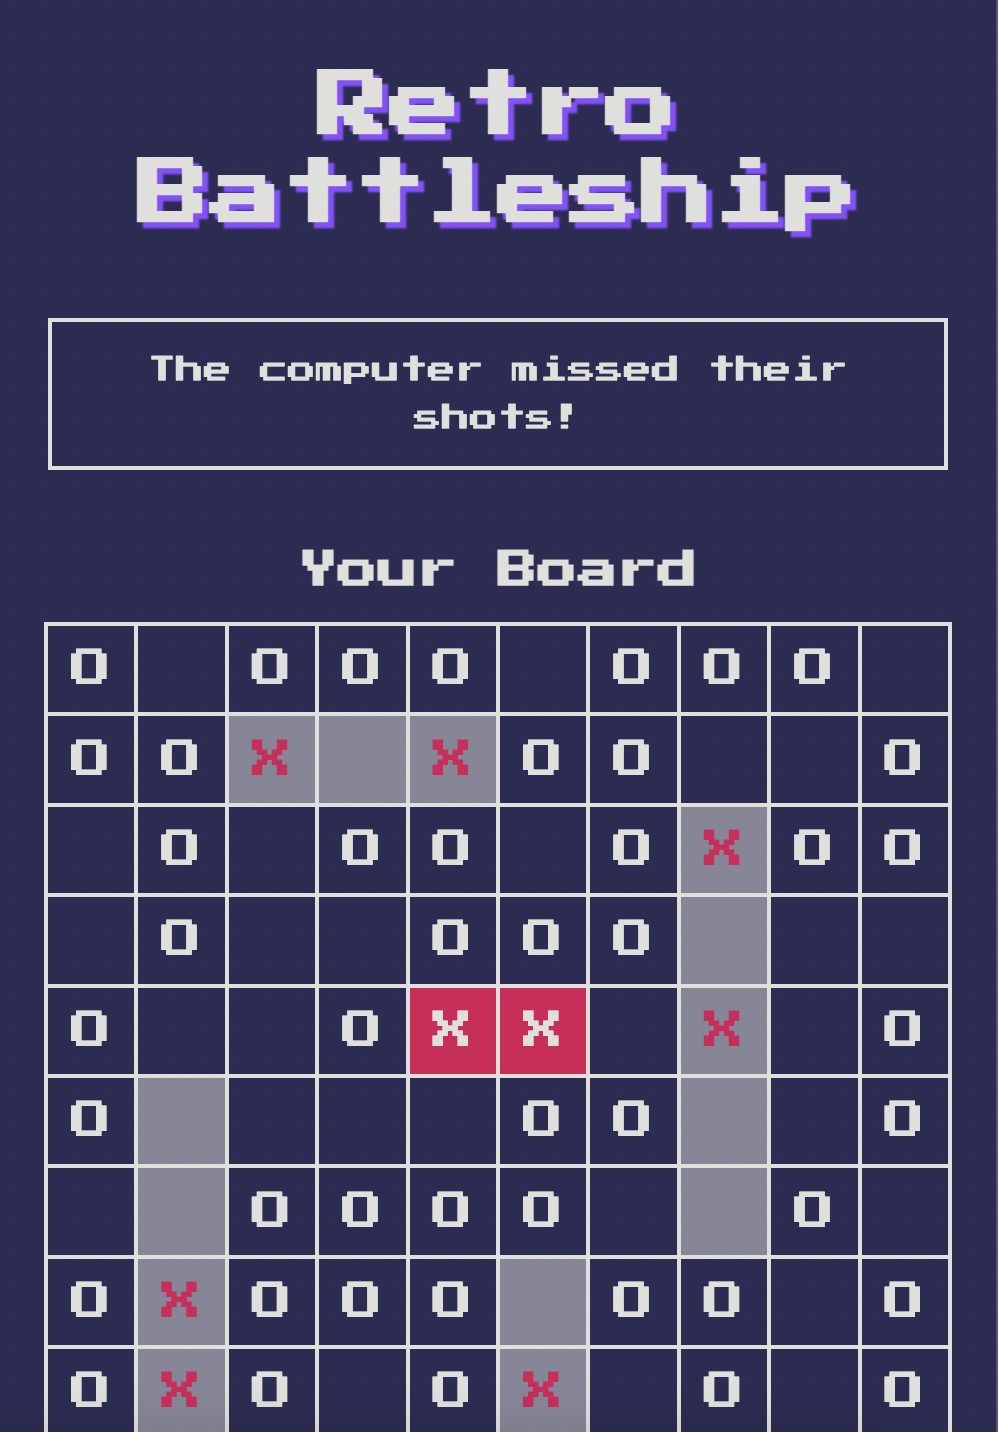 Retro
Battleship
The computer missed their
shots!
Your Board
O O O O O O O
O O X X O O O
O O O O X O O
O O O O
O O X X X O
O O O O
O O O O O
O X O O O O O O
O X O O X O O